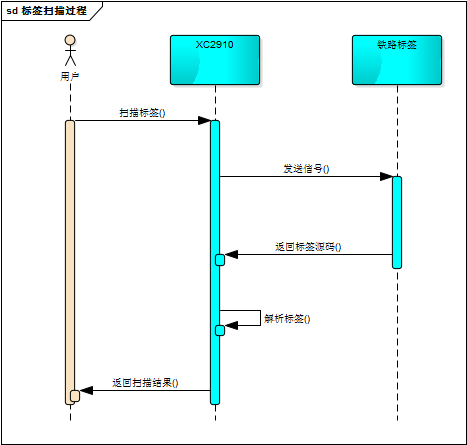 sd 标签扫描过程
XC2910
铁路标签
用户
扫描标签()
发送信号()
返回标签源码()
解析标签()
返回扫描结果()